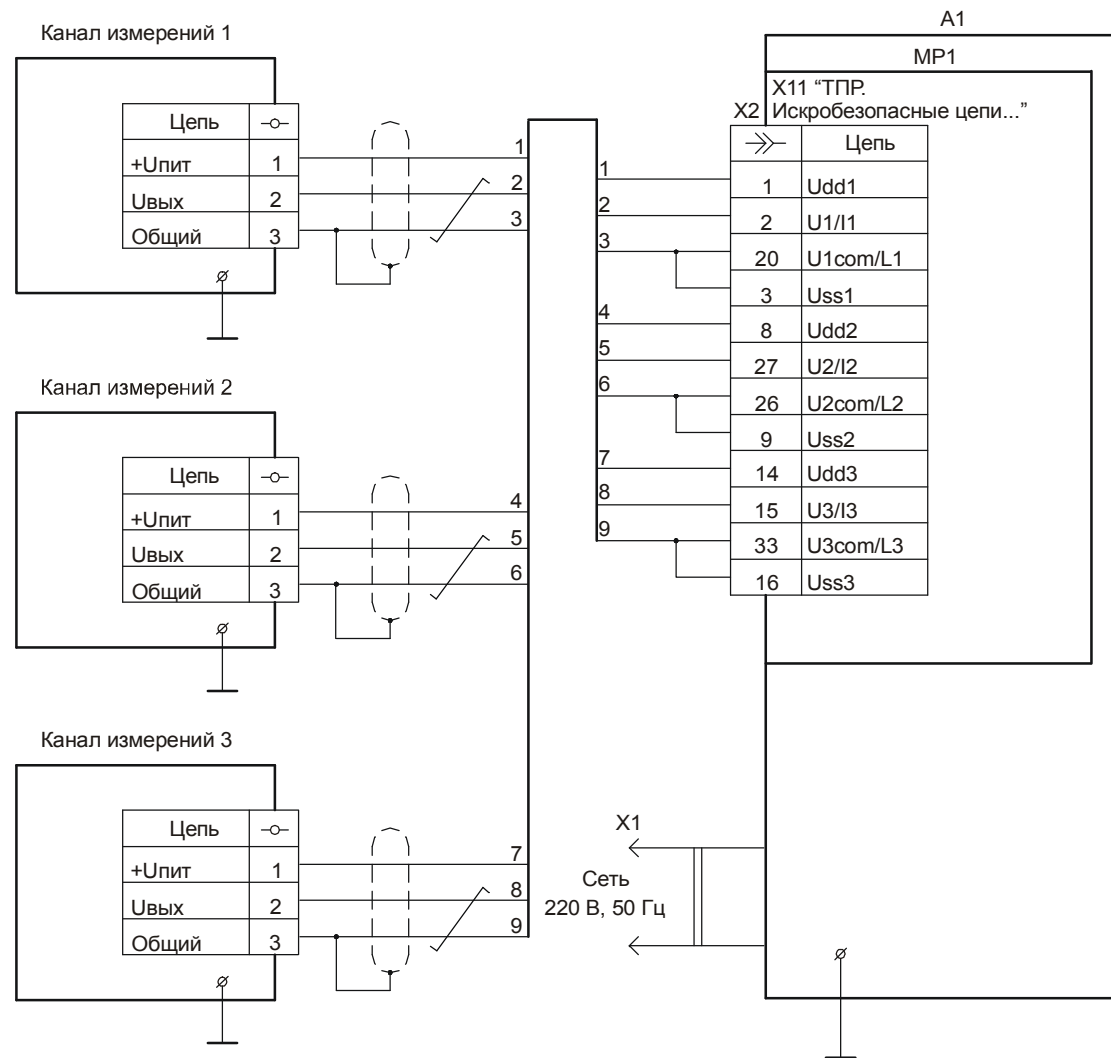 Канал измерений 1
Цепь
+Uпит 1
Uвых 2
Общий 3
1
2
3
Канал измерений 2
Цепь
+Uпит 1
Uвых 2
Общий 3
4
5
6
Канал измерений 3
Цепь
+Uпит 1
Uвых 2
Общий 3
7
8
9
A1
MP1
X11 “ТПР.
X2 Искробезопасные цепи...”
Цепь
1 1 Udd1
2 2 U1/I1
3 20 U1com/L1
3 Uss1
4 8 Udd2
5 27 U2/I2
6 26 U2com/L2
9 Uss2
7 14 Udd3
8 15 U3/I3
9 33 U3com/L3
16 Uss3
X1
Сеть
220 В, 50 Гц